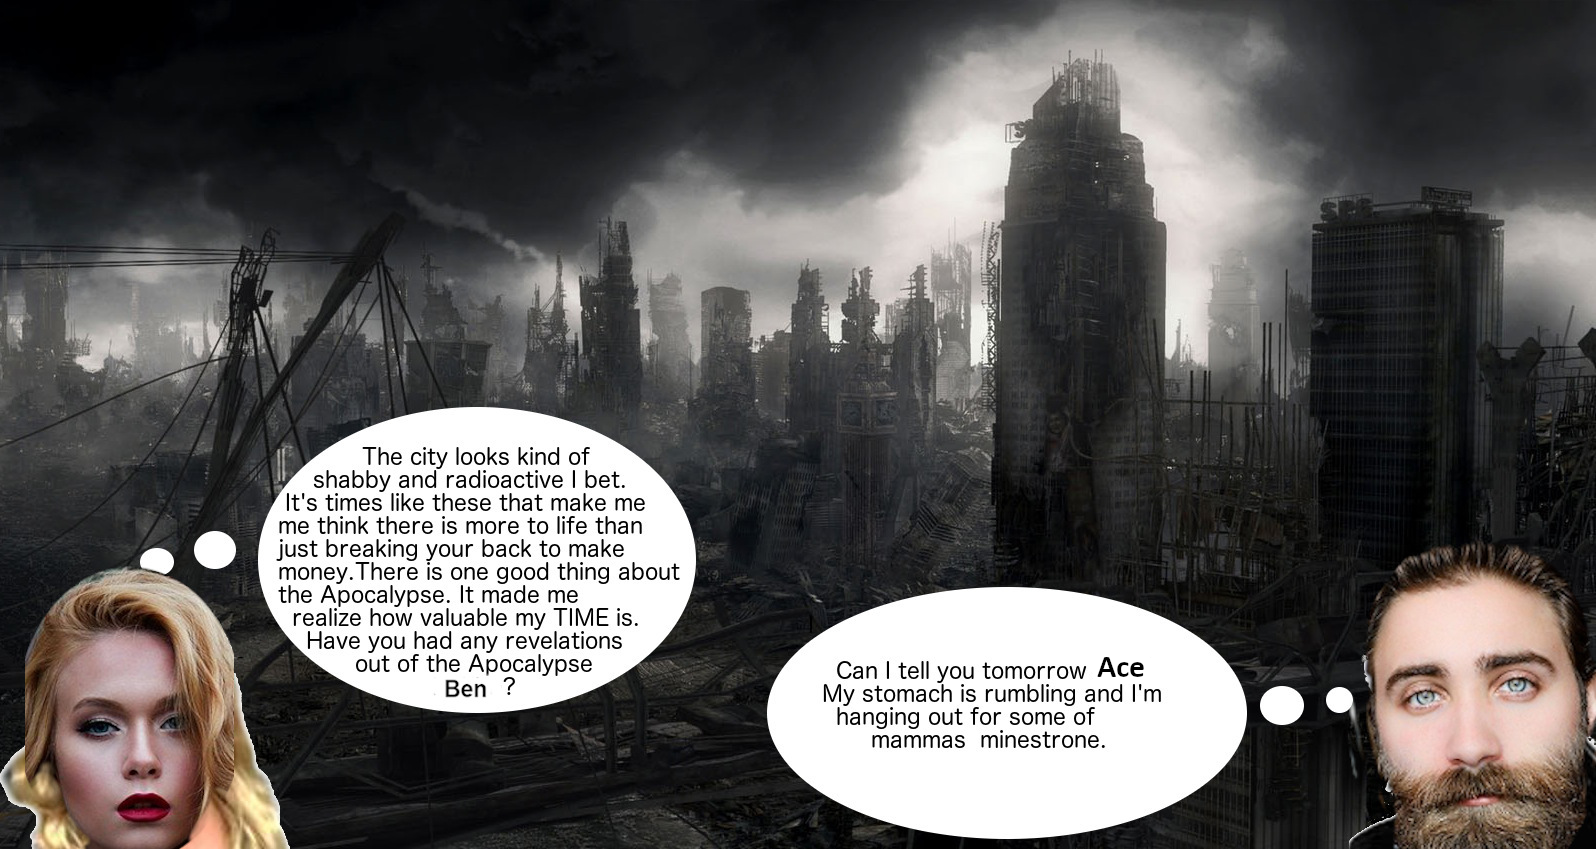 The city looks kind of
shabby and radioactive I bet.
It's times like these that make me
me think there is more to life than
just breaking your back to make
money.There is one good thing about
the Apocalypse. It made me
realize how valuable my TIME is.
Have you had any revelations
out of the Apocalypse
Ben ?
Can I tell you tomorrow Ace
My stomach is rumbling and I'm
hanging out for some of
mammas minestrone.